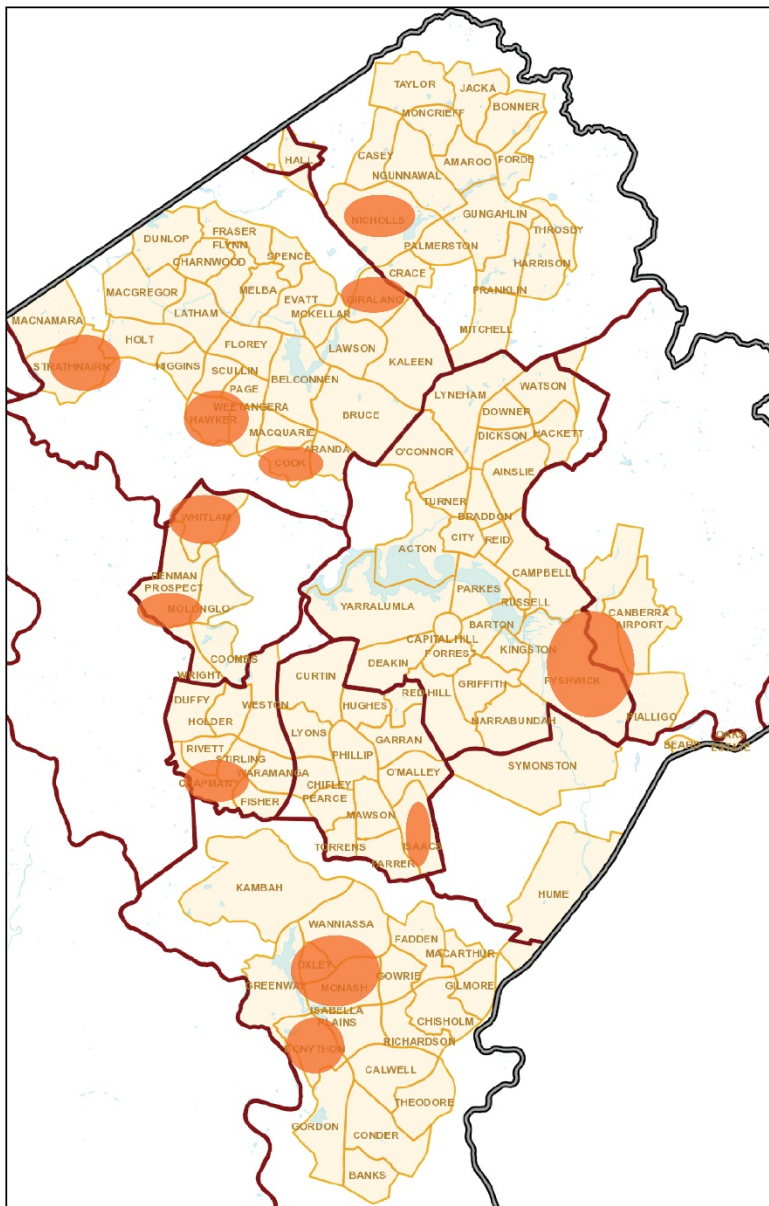 TAYLOR
JACKA
BONNER
MONCRIEFF
HALL
CASEY
AMAROO
FORDE
NGUNNAWAL
NICHOLLS
GUNGAHLIN
THROSBY
PALMERSTON
HARRISON
CRACE
FRANKLIN
MITCHELL
GIRALANG
DUNLOP
FRASER
FLYNN
CHARNWOOD
SPENCE
MACGREGOR
MELBA
EVATT
MCKELLAR
LATHAM
MACNAMARA
HOLT
FLOREY
LAWSON
KALEEN
STRATHNAIRN
HIGGINS
SCULLIN
BELCONNEN
PAGE
WEETANGERA
HAWKER
BRUCE
MACQUARIE
ARANDA
COOK
LYNEHAM
WATSON
DOWNER
DICKSON
HACKETT
O'CONNOR
AINSLIE
TURNER
BRADDON
CITY
REID
ACTON
CAMPBELL
PARKES
RUSSELL
YARRALUMLA
BARTON
CAPITAL HILL
FORREST
KINGSTON
DEAKIN
GRIFFITH
RED HILL
NARRABUNDAH
FYSHWICK
CANBERRA
AIRPORT
PIALLIGO
BEARD
OAKS
ESTATE
SYMONSTON
HUME
WHITLAM
DENMAN
PROSPECT
MOLONGLO
COOMBS
WRIGHT
DUFFY
WESTON
HOLDER
RIVETT
STIRLING
WARAMANGA
CHAPMAN
FISHER
CURTIN
HUGHES
LYONS
GARRAN
PHILLIP
O'MALLEY
CHIFLEY
PEARCE
MAWSON
ISAACS
TORRENS
FARRER
KAMBAH
WANNIASSA
FADDEN
MACARTHUR
OXLEY
GOWRIE
MONASH
GREENWAY
GILMORE
ISABELLA
PLAINS
CHISHOLM
RICHARDSON
BONYTHON
CALWELL
THEODORE
GORDON
CONDER
BANKS